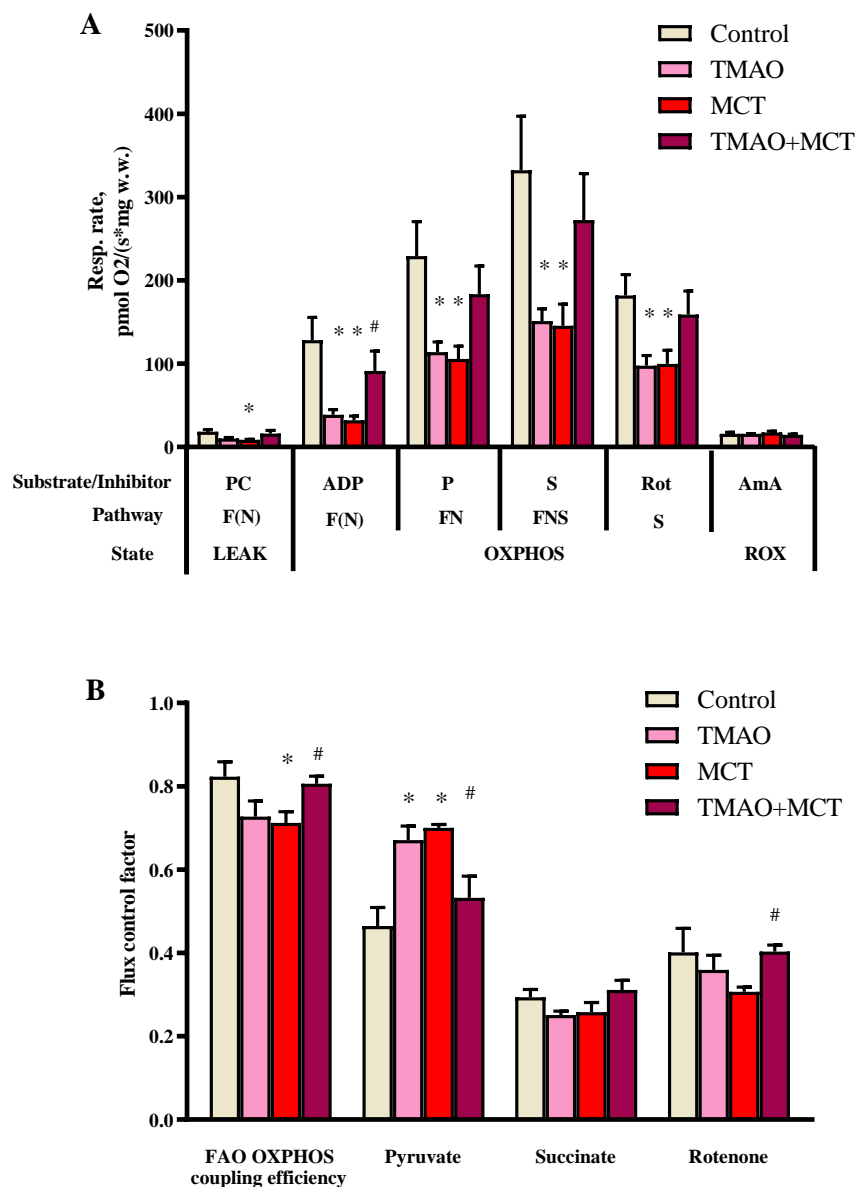 A
500
400
300
200
100
0
Resp. rate,
pmol O2/(s*mg w.w.)
Control
TMAO
MCT
TMAO+MCT
*
* * #
* *
* *
* *
Substrate/Inhibitor PC ADP P S Rot AmA
Pathway F(N) F(N) FN FNS S
State LEAK OXPHOS ROX
B
1.0
0.8
0.6
0.4
0.2
0.0
Flux control factor
Control
TMAO
MCT
TMAO+MCT
* #
* * #
#
FAO OXPHOS
coupling efficiency
Pyruvate
Succinate
Rotenone